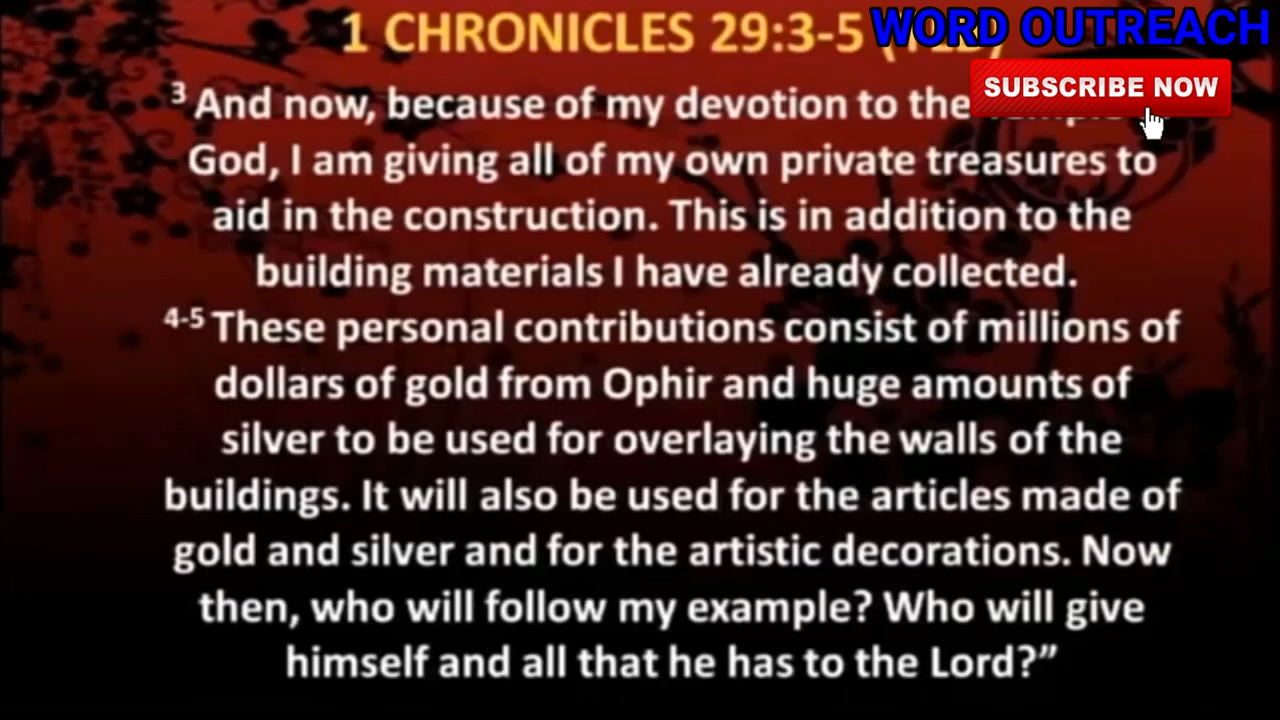 1 CHRONICLES 29:3-5
WORD OUTREACH
SUBSCRIBE NOW
3 And now, because of my devotion to the
God, I am giving all of my own private treasures to
aid in the construction. This is in addition to the
building materials I have already collected.
4-5 These personal contributions consist of millions of
dollars of gold from Ophir and huge amounts of
silver to be used for overlaying the walls of the
buildings. It will also be used for the articles made of
gold and silver and for the artistic decorations. Now
then, who will follow my example? Who will give
himself and all that he has to the Lord?”